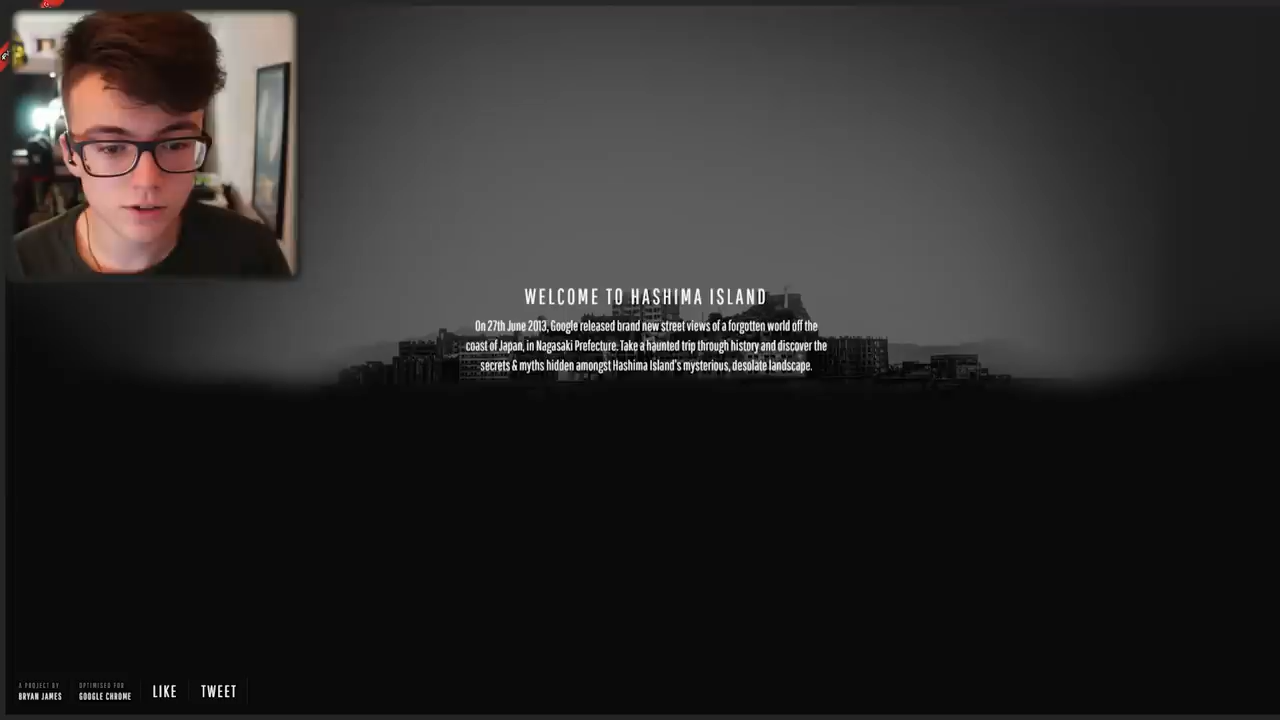 WELCOME TO HASHIMA ISLAND
On 27th June 2013, Google released brand new street views of a forgotten world off the
coast of Japan, in Nagasaki Prefecture. Take a haunted trip through history and discover the
secrets & myths hidden amongst Hashima Island's mysterious, desolate landscape.
A PROJECT BY
BRYAN JAMES
OPTIMISED FOR
GOOGLE CHROME
LIKE
TWEET